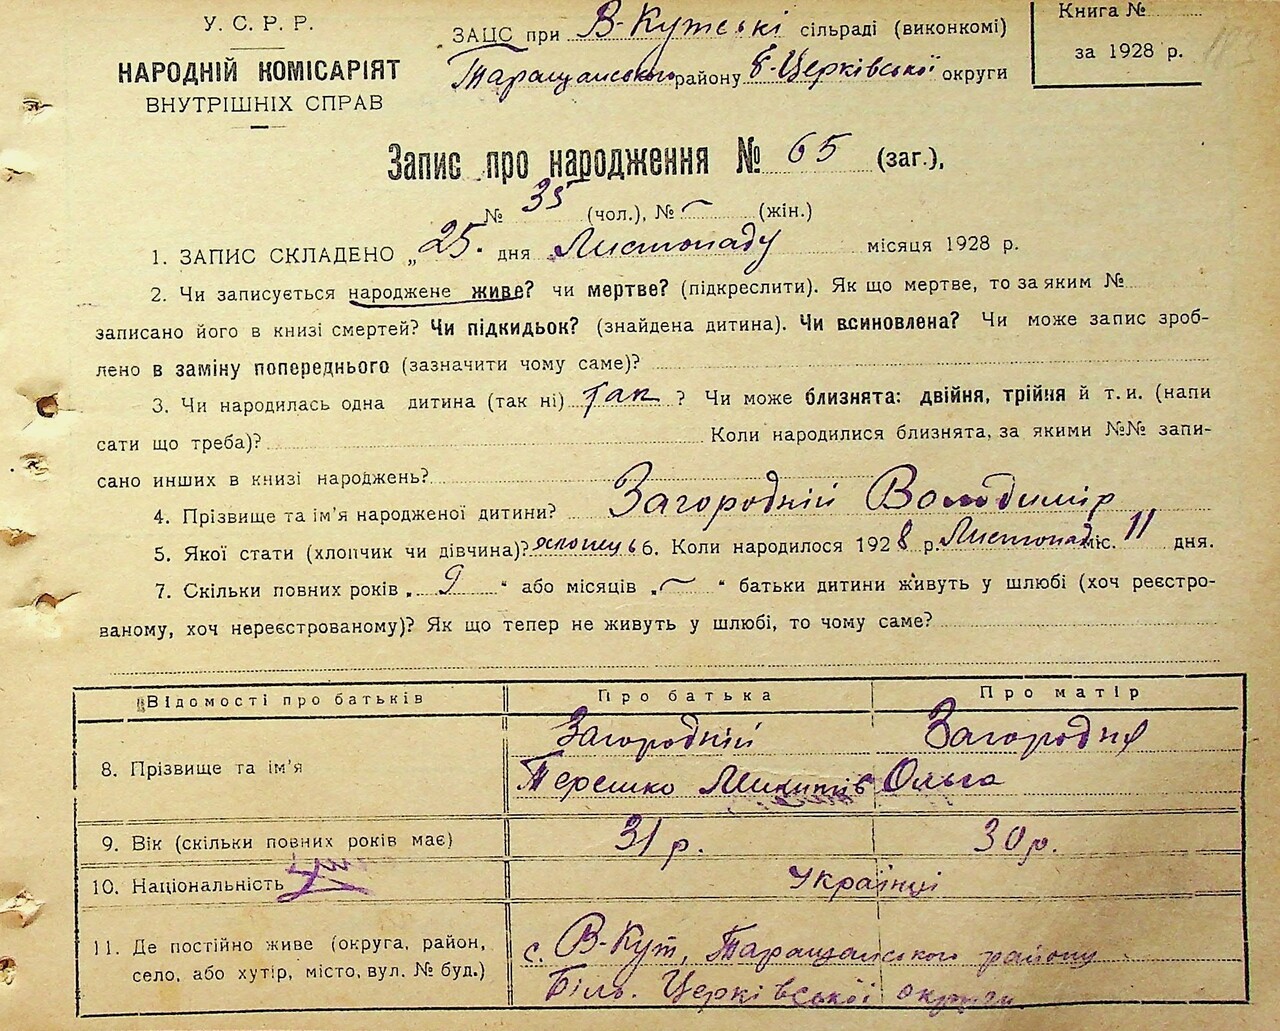 У. С. Р. Р.
НАРОДНІЙ КОМІСАРІЯТ
ВНУТРІШНІХ СПРАВ
ЗАЦС при В-Кутські сільраді (виконкомі)
Таращанського району Б-Церківської округи
Книга №
за 1928 р.
Запис про народження № 65 (заг.),
№ 35 (чол.), № – (жін.)
1. ЗАПИС СКЛАДЕНО „25. дня Листопаду місяця 1928 р.
2. Чи записується народжене живе? чи мертве? (підкреслити). Як що мертве, то за яким №
записано його в книзі смертей? Чи підкидьок? (знайдена дитина). Чи всиновлена? Чи може запис зроб-
лено в заміну попереднього (зазначити чому саме)?
3. Чи народилась одна дитина (так ні) Так ? Чи може близнята: двійня, трійня й т. и. (напи
сати що треба)? Коли народилися близнята, за якими №№ запи-
сано инших в книзі народжень?
4. Прізвище та ім'я народженої дитини? Загородній Володимір
5. Якої стати (хлопчик чи дівчина)? хлопець 6. Коли народилося 1928 р. Листопад міс. 11 дня.
7. Скільки повних років „ 9 “ або місяців „ – “ батьки дитини живуть у шлюбі (хоч реєстро-
ваному, хоч нереєстрованому)? Як що тепер не живуть у шлюбі, то чому саме?
Відомості про батьків Про батька Про матір
8. Прізвище та ім'я Загородній Терешко Микитів Загородня Ольга
9. Вік (скільки повних років має) 31 р. 30 р.
10. Національність Українці
11. Де постійно живе (округа, район,
село, або хутір, місто, вул. № буд.)
с. В-Кут, Таращанського району
Біль. Церківської округи